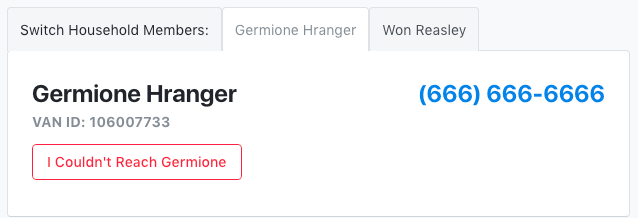 Switch Household Members: Germione Hranger Won Reasley
Germione Hranger (666) 666-6666
VAN ID: 106007733
I Couldn't Reach Germione